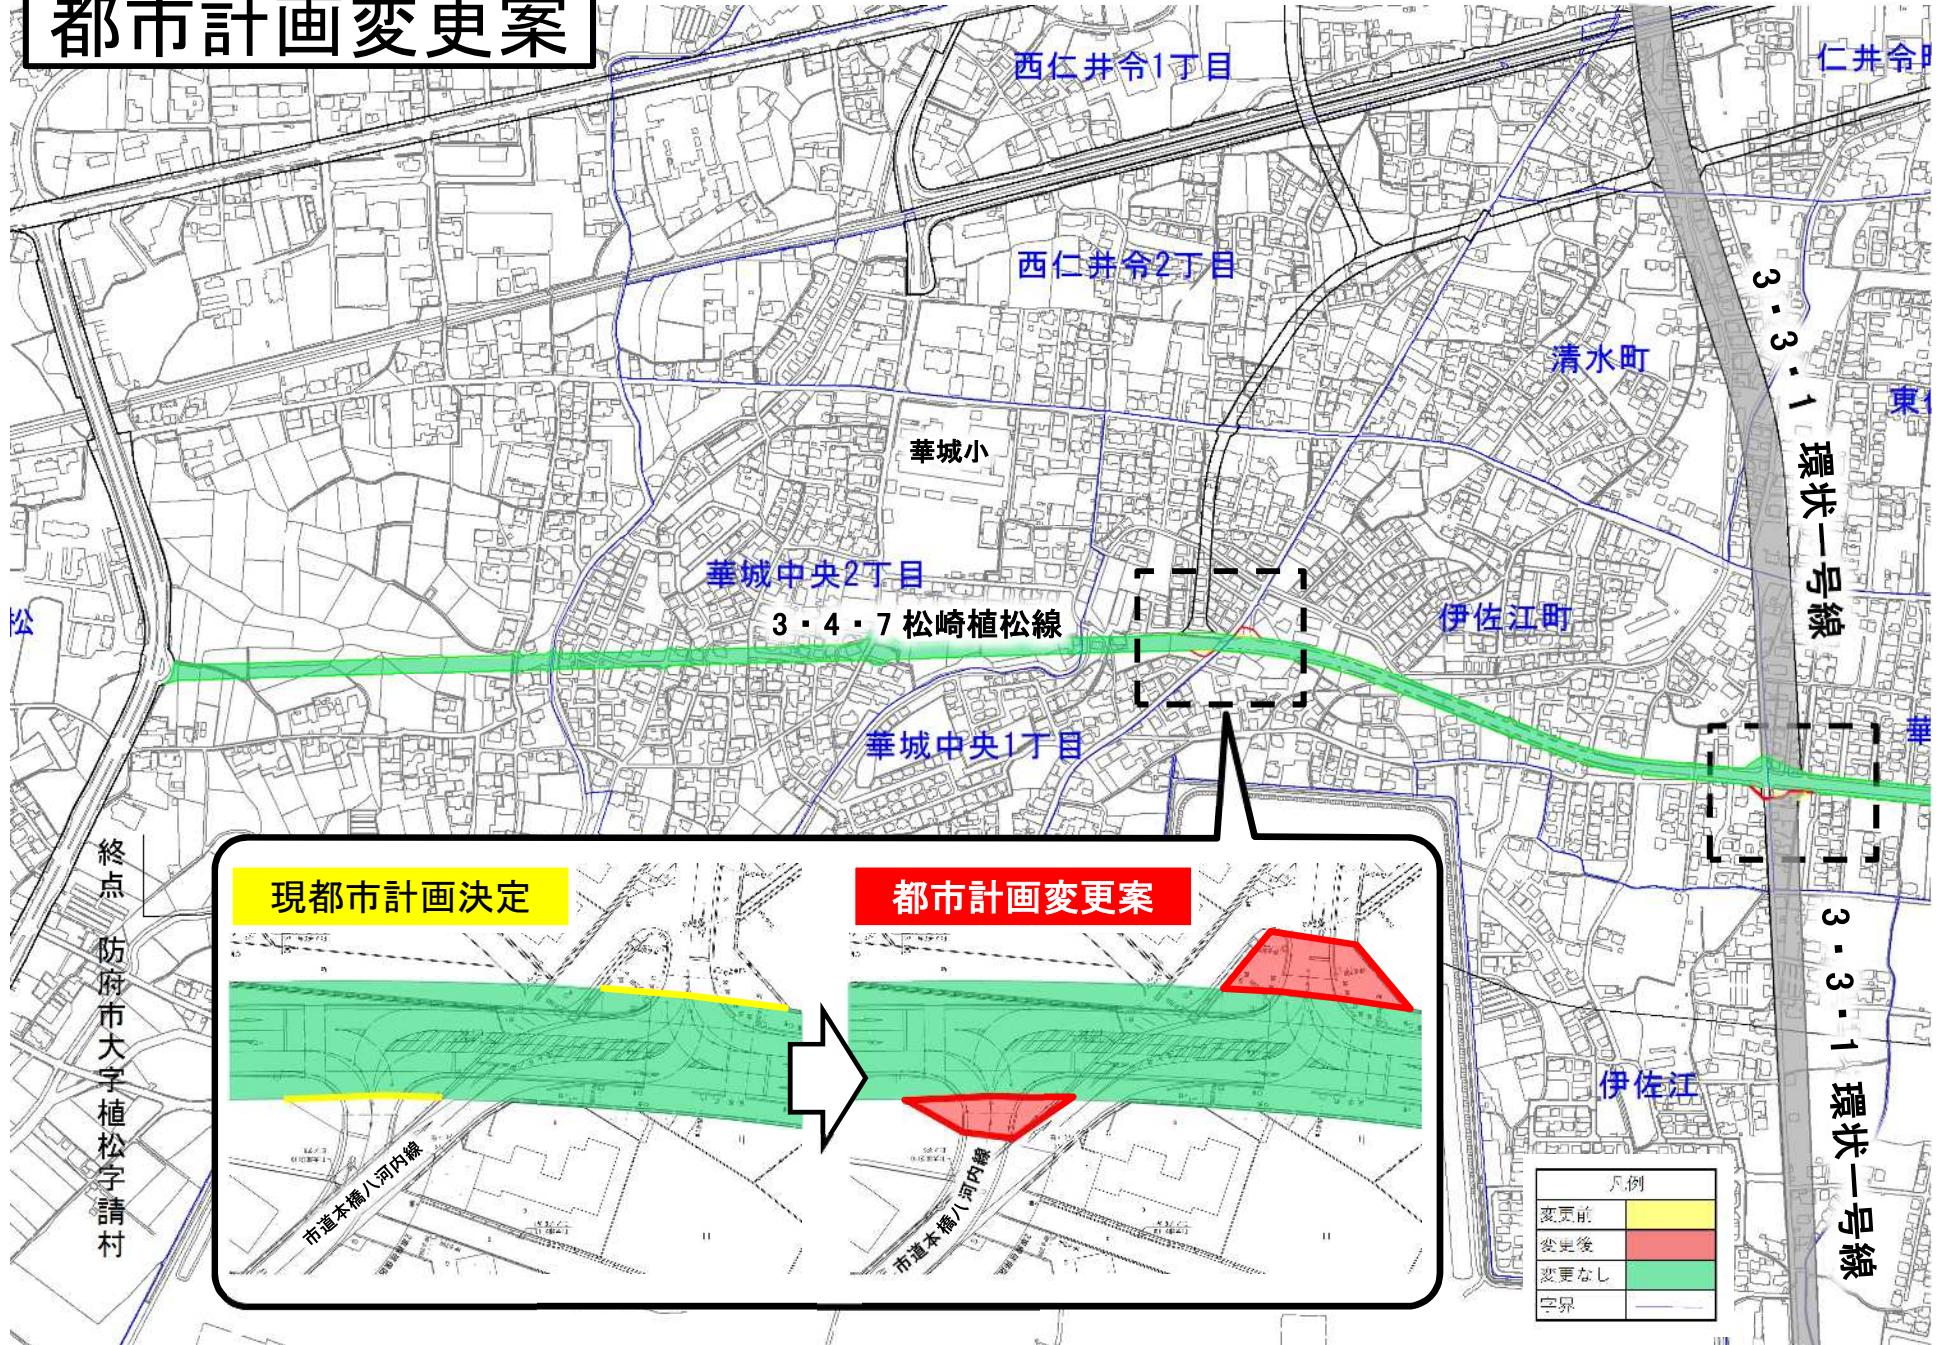 都市計画変更案
西仁井令1丁目
仁井令
西仁井令2丁目
清水町
3・3・1 環状一号線
華城小
華城中央2丁目
3・4・7 松崎植松線
伊佐江町
松
華城中央1丁目
華
東
終点 防府市大字植松字請村
現都市計画決定
都市計画変更案
市道本橋八河内線
市道本橋八河内線
伊佐江
3・3・1 環状一号線
凡例
変更前
変更後
変更なし
字界